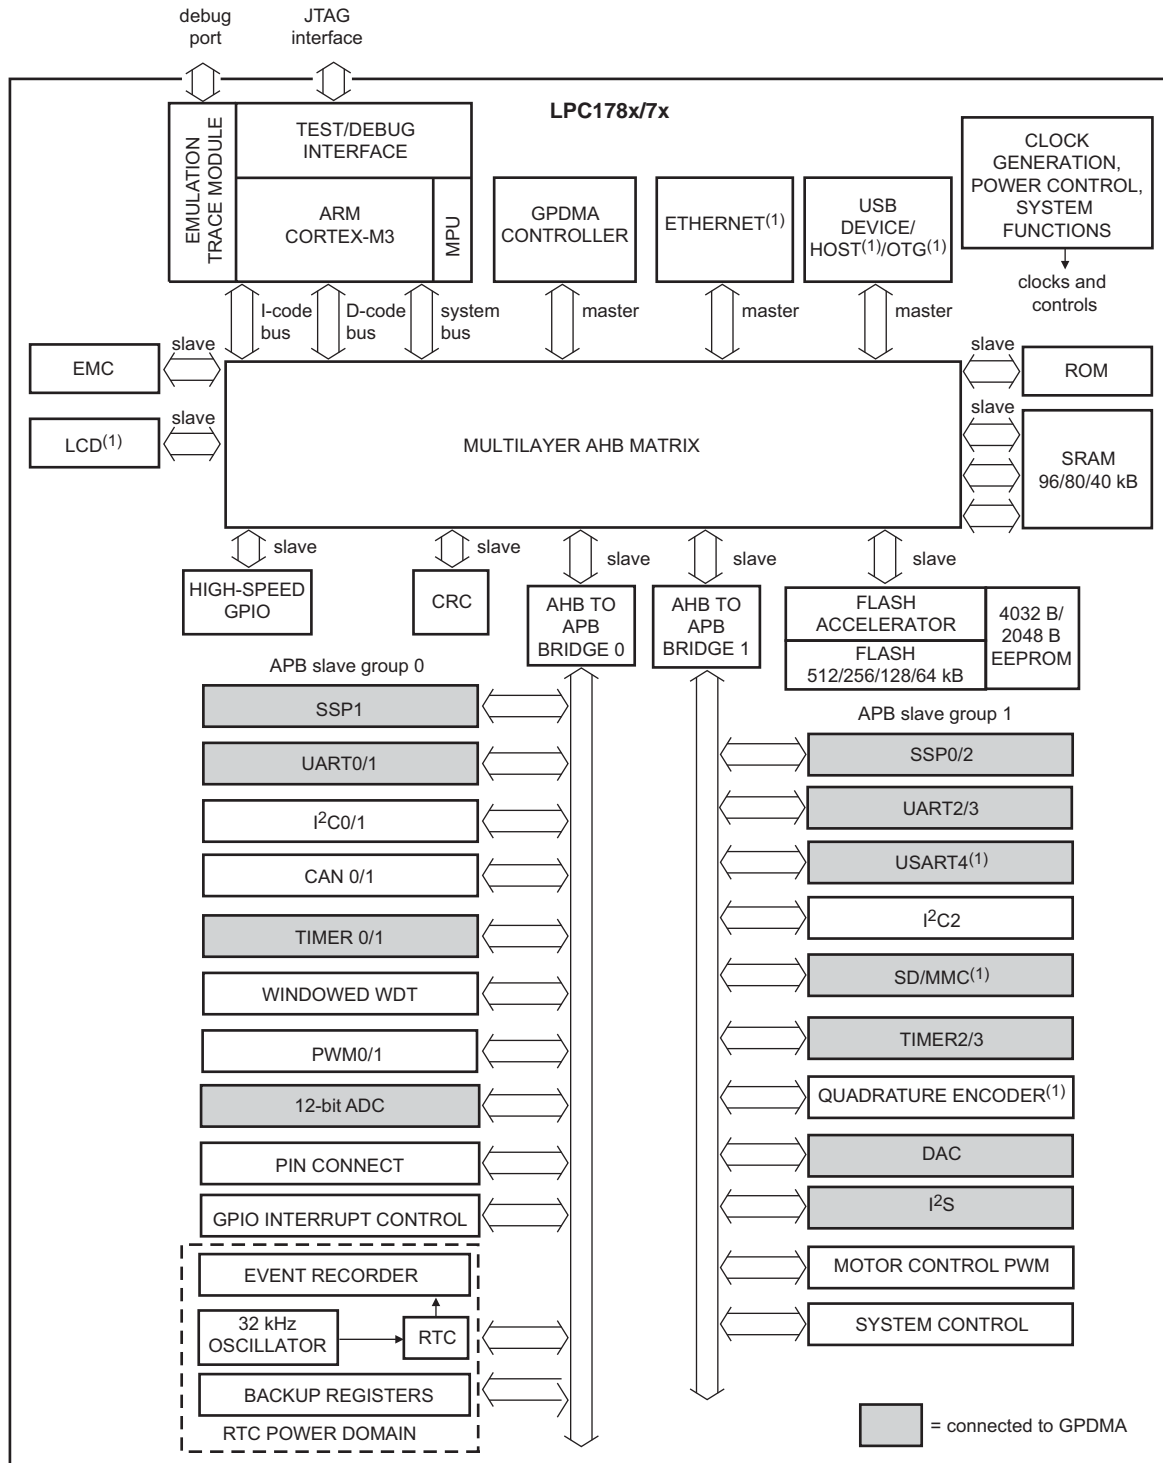 debug
port
JTAG
interface
LPC178x/7x
EMULATION
TRACE MODULE
TEST/DEBUG
INTERFACE
ARM
CORTEX-M3
MPU
GPDMA
CONTROLLER
ETHERNET(1)
USB
DEVICE/
HOST(1)/OTG(1)
CLOCK
GENERATION,
POWER CONTROL,
SYSTEM
FUNCTIONS
clocks and
controls
I-code
bus
D-code
bus
system
bus
master
master
master
EMC
slave
LCD(1)
slave
MULTILAYER AHB MATRIX
slave
ROM
slave
SRAM
96/80/40 kB
slave
HIGH-SPEED
GPIO
slave
CRC
slave
AHB TO
APB
BRIDGE 0
slave
AHB TO
APB
BRIDGE 1
slave
FLASH
ACCELERATOR
FLASH
512/256/128/64 kB
4032 B/
2048 B
EEPROM
APB slave group 0
SSP1
UART0/1
I2C0/1
CAN 0/1
TIMER 0/1
WINDOWED WDT
PWM0/1
12-bit ADC
PIN CONNECT
GPIO INTERRUPT CONTROL
EVENT RECORDER
32 kHz
OSCILLATOR
RTC
BACKUP REGISTERS
RTC POWER DOMAIN
APB slave group 1
SSP0/2
UART2/3
USART4(1)
I2C2
SD/MMC(1)
TIMER2/3
QUADRATURE ENCODER(1)
DAC
I2S
MOTOR CONTROL PWM
SYSTEM CONTROL
= connected to GPDMA